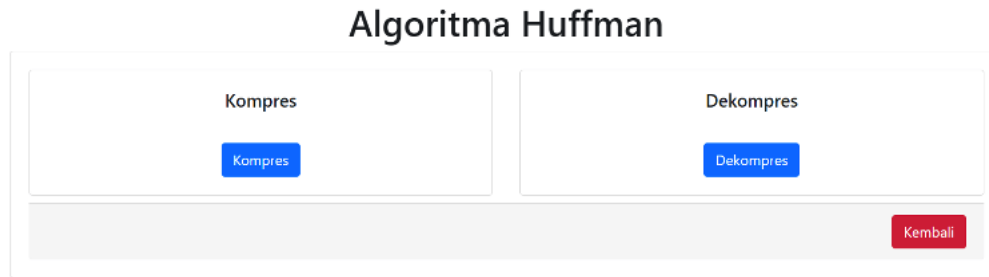 Algoritma Huffman
Kompres
Dekompres
Kompres
Dekompres
Kembali